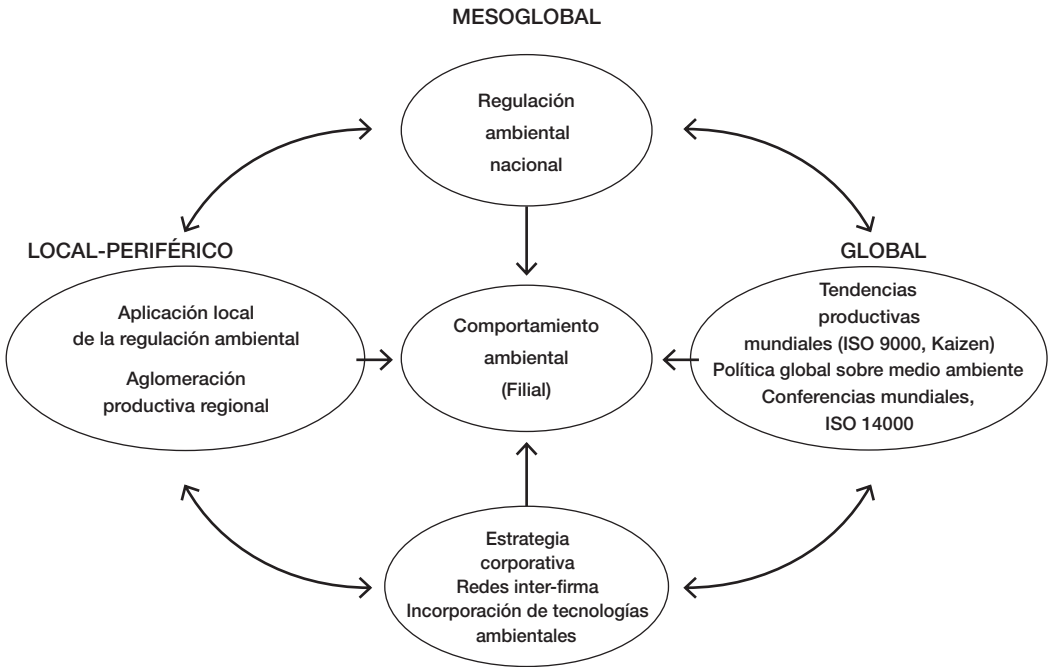 MESOGLOBAL
Regulación
ambiental
nacional
LOCAL-PERIFÉRICO
Aplicación local
de la regulación ambiental
Aglomeración
productiva regional
Comportamiento
ambiental
(Filial)
GLOBAL
Tendencias
productivas
mundiales (ISO 9000, Kaizen)
Política global sobre medio ambiente
Conferencias mundiales,
ISO 14000
Estrategia
corporativa
Redes inter-firma
Incorporación de tecnologías
ambientales